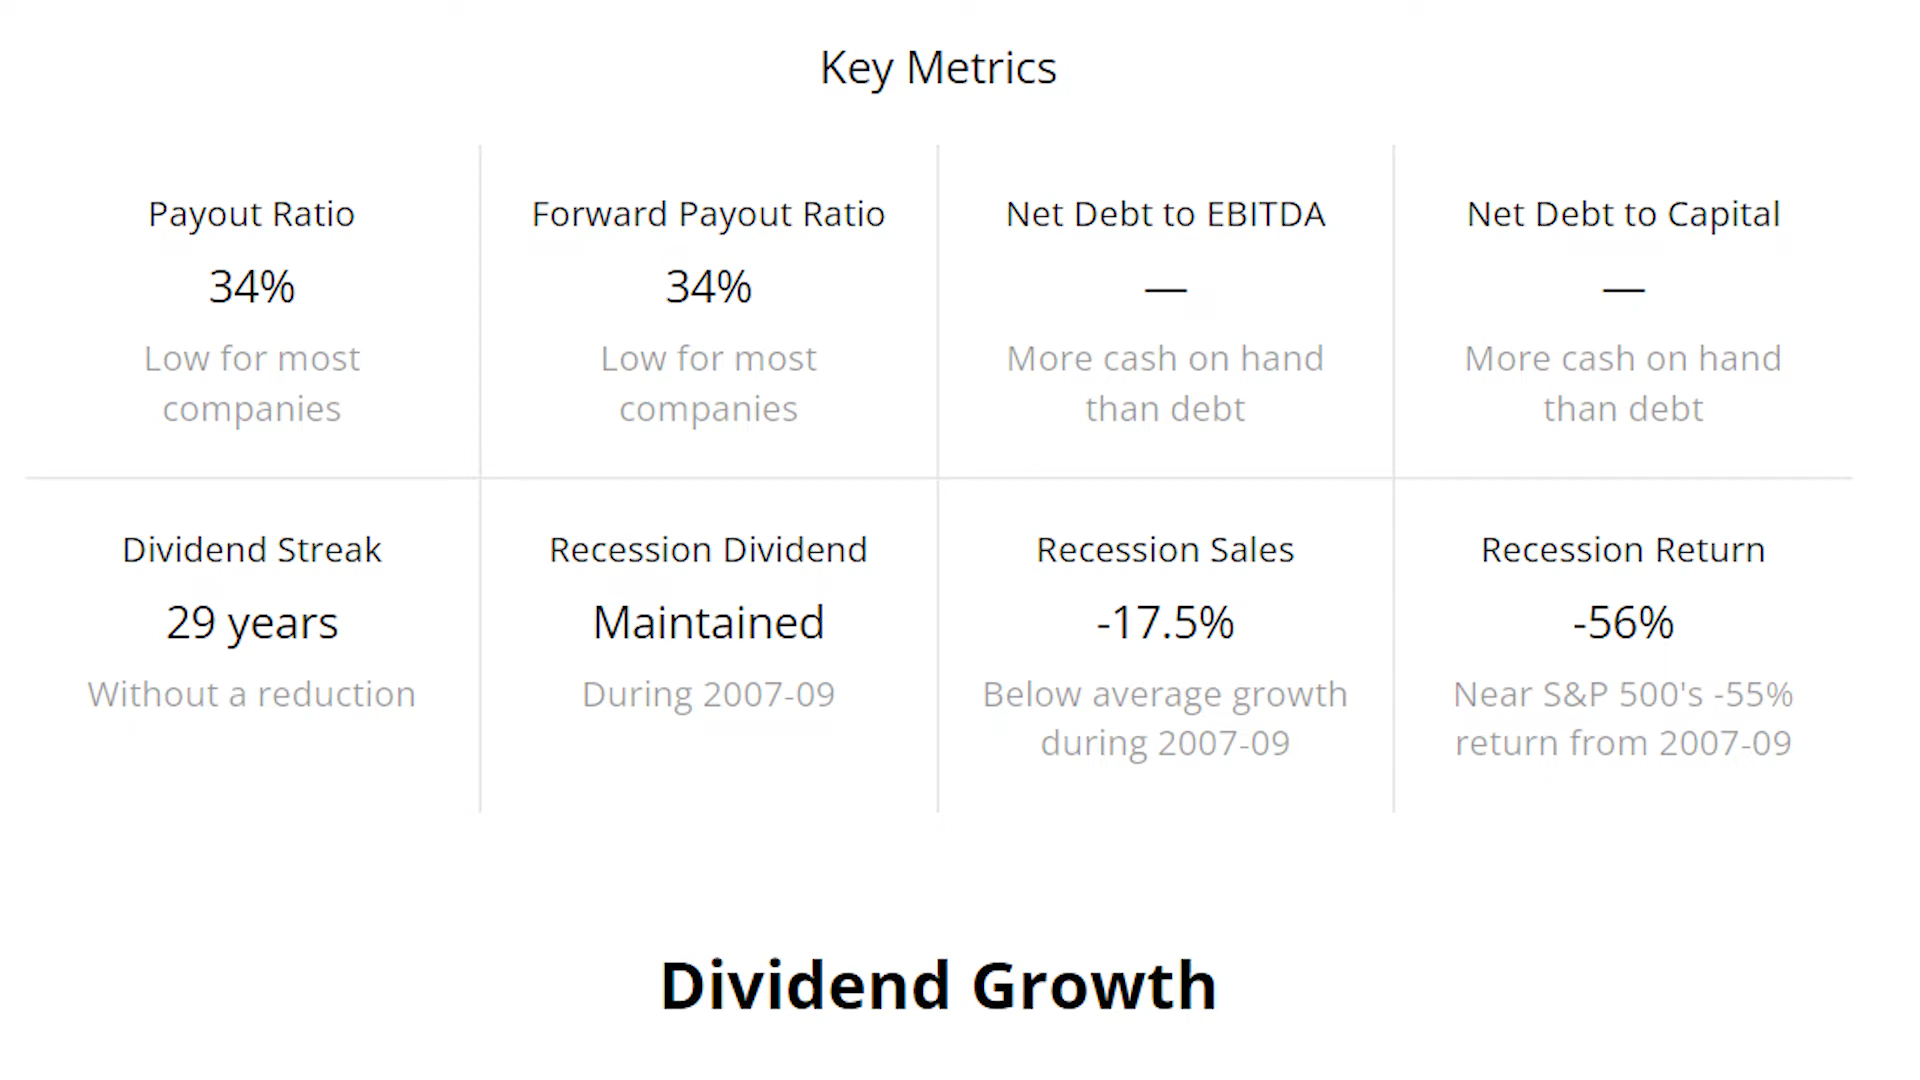 Key Metrics
Payout Ratio
34%
Low for most
companies
Forward Payout Ratio
34%
Low for most
companies
Net Debt to EBITDA
—
More cash on hand
than debt
Net Debt to Capital
—
More cash on hand
than debt
Dividend Streak
29 years
Without a reduction
Recession Dividend
Maintained
During 2007-09
Recession Sales
-17.5%
Below average growth
during 2007-09
Recession Return
-56%
Near S&P 500's -55%
return from 2007-09
Dividend Growth